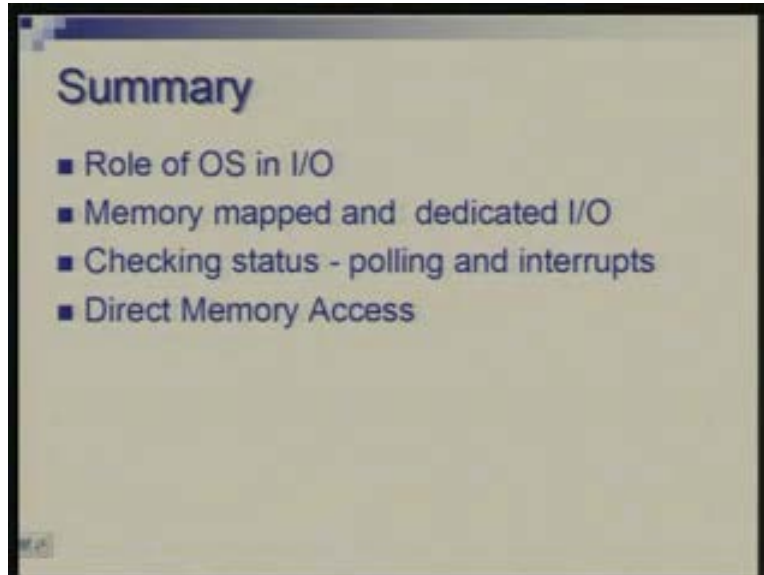 Summary
Role of OS in I/O
Memory mapped and dedicated I/O
Checking status - polling and interrupts
Direct Memory Access